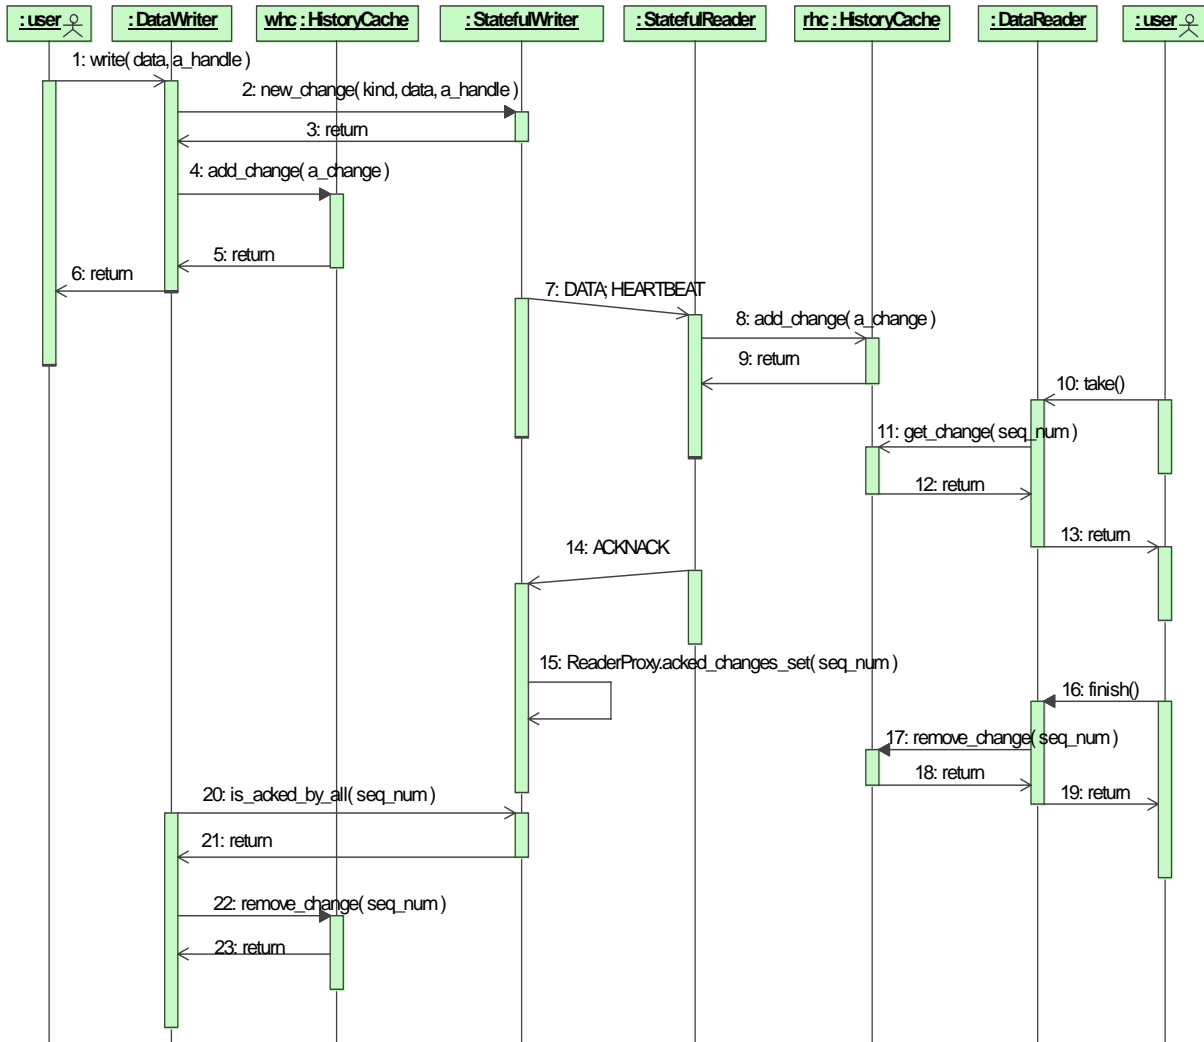 : user
: DataWriter
whc : HistoryCache
: StatefulWriter
: StatefulReader
rhc : HistoryCache
: DataReader
: user
1: write( data, a_handle )
2: new_change( kind, data, a_handle )
3: return
4: add_change( a_change )
5: return
6: return
7: DATA; HEARTBEAT
8: add_change( a_change )
9: return
10: take()
11: get_change( seq_num )
12: return
13: return
14: ACKNACK
15: ReaderProxy.acked_changes_set( seq_num )
16: finish()
17: remove_change( seq_num )
18: return
19: return
20: is_acked_by_all( seq_num )
21: return
22: remove_change( seq_num )
23: return